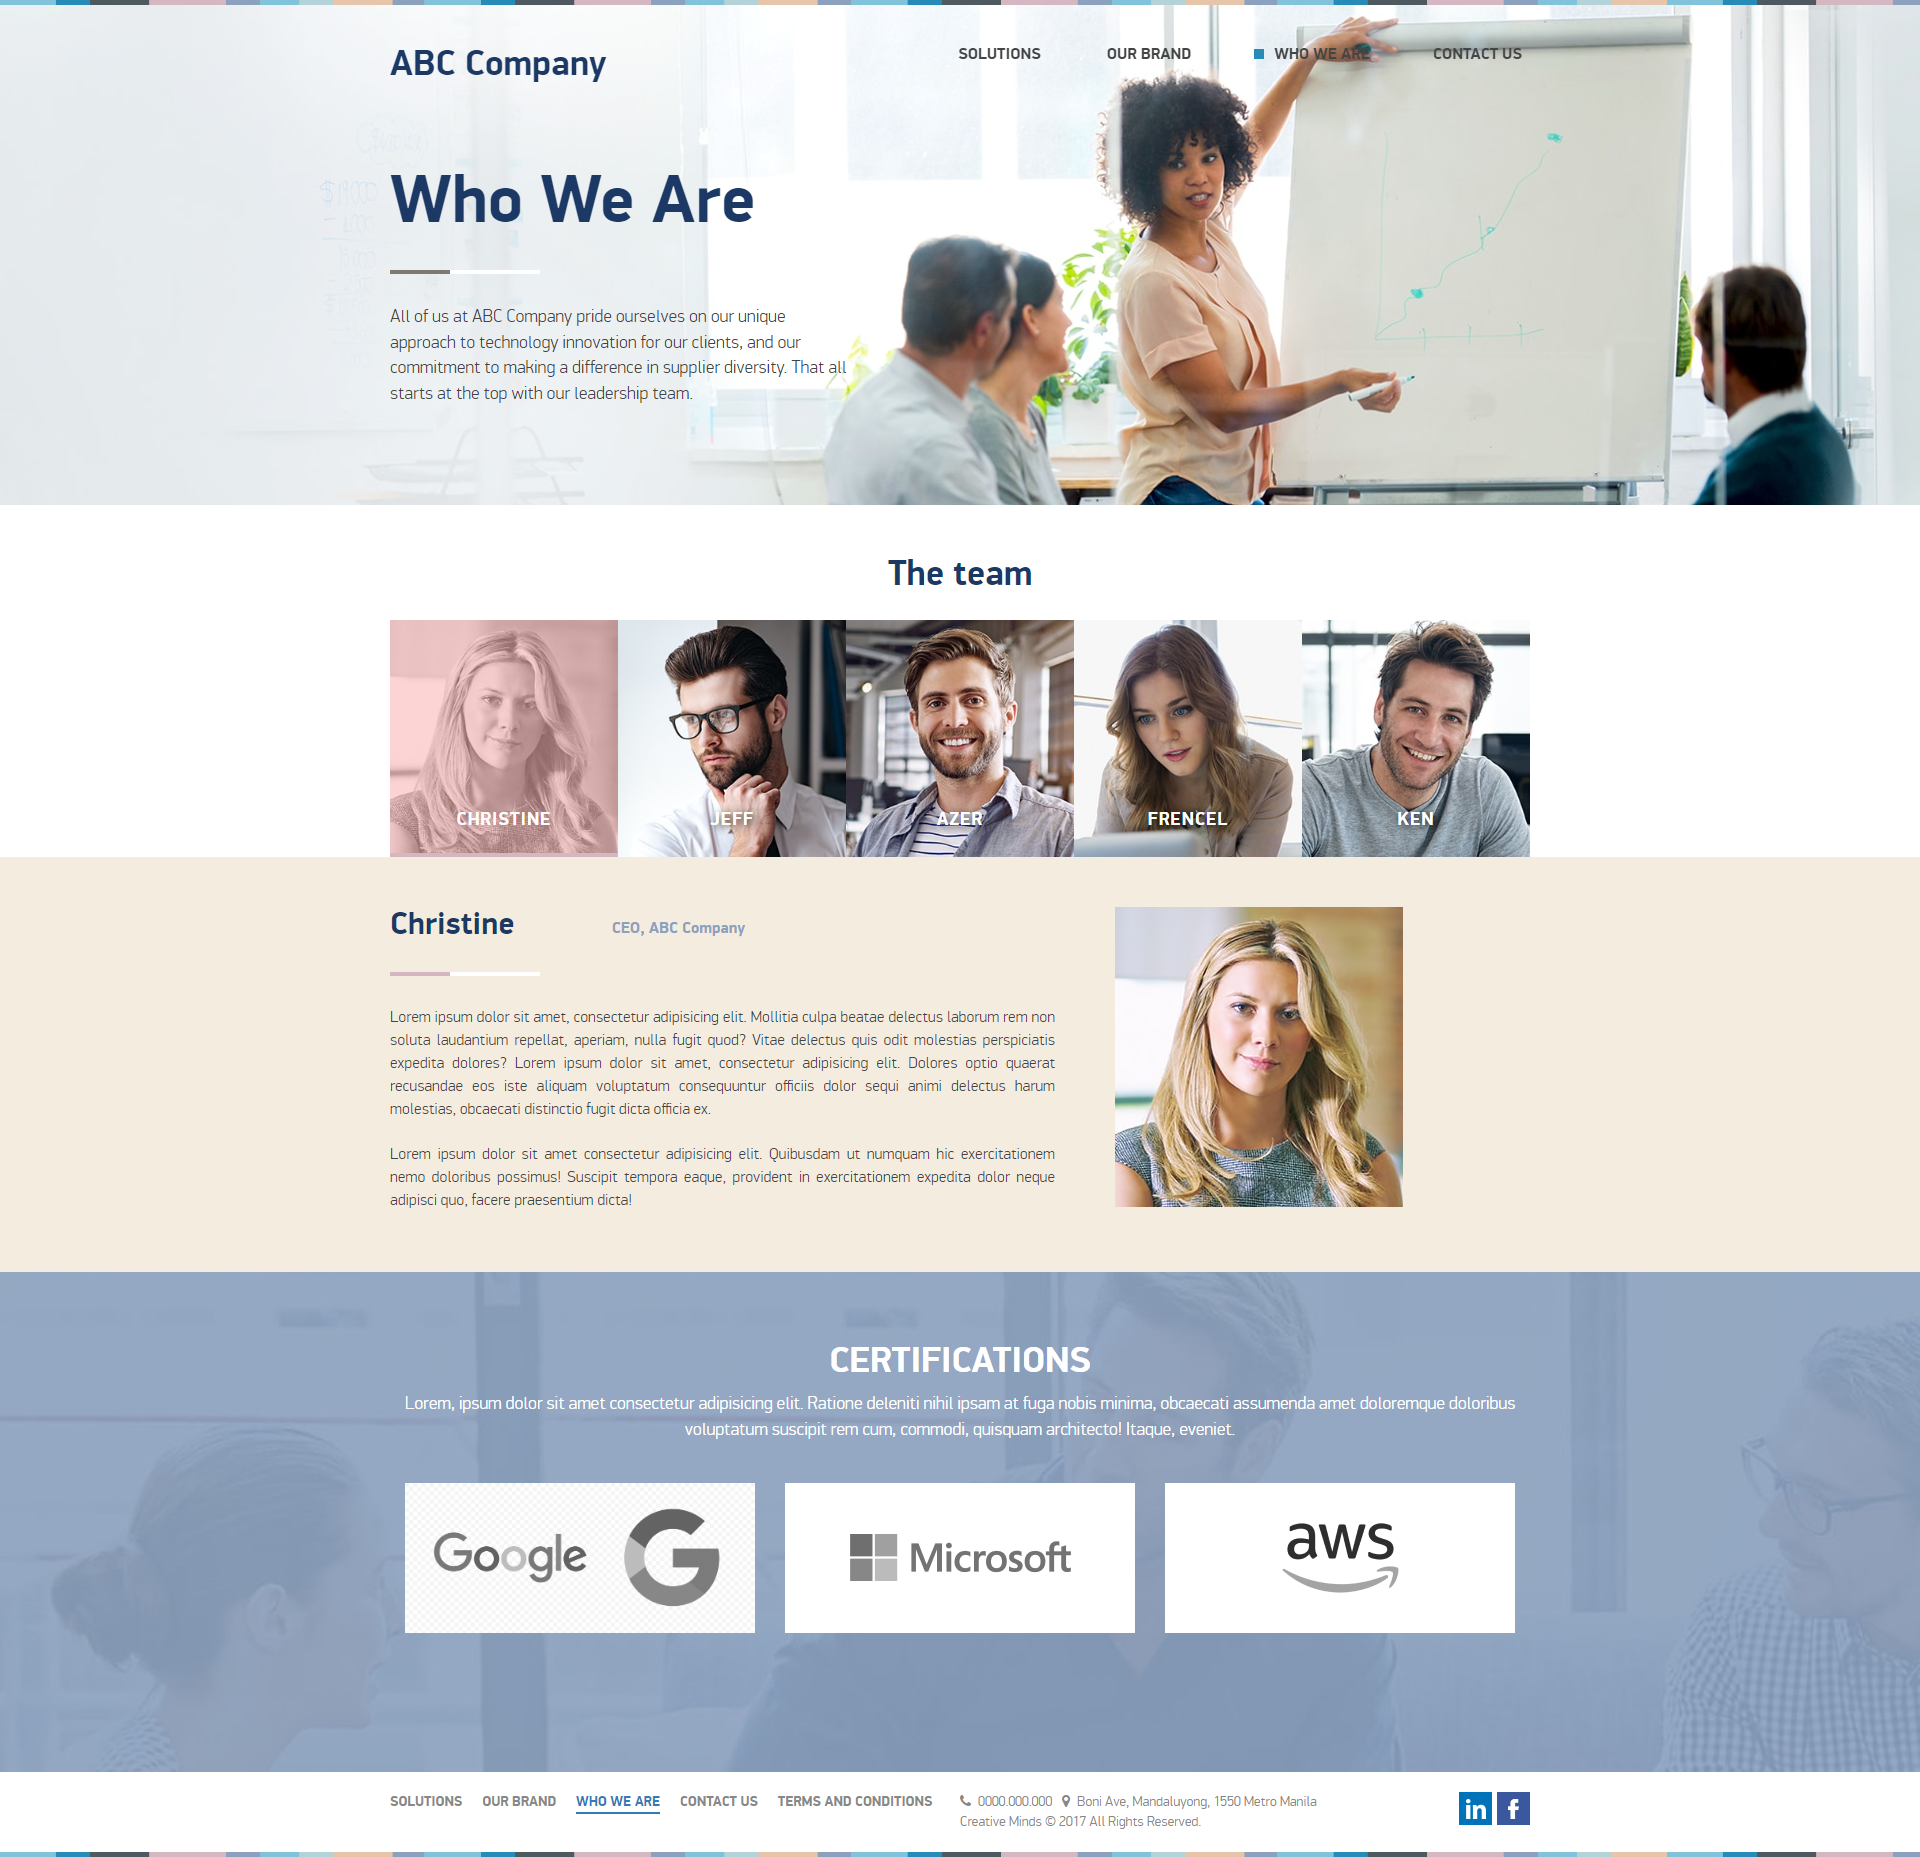 ABC Company
SOLUTIONS
OUR BRAND
WHO WE ARE
CONTACT US
Who We Are
All of us at ABC Company pride ourselves on our unique
approach to technology innovation for our clients, and our
commitment to making a difference in supplier diversity. That all
starts at the top with our leadership team.
The team
CHRISTINE
JEFF
AZER
FRENCEL
KEN
Christine
CEO, ABC Company
Lorem ipsum dolor sit amet, consectetur adipisicing elit. Mollitia culpa beatae delectus laborum rem non
soluta laudantium repellat, aperiam, nulla fugit quod? Vitae delectus quis odit molestias perspiciatis
expedita dolores? Lorem ipsum dolor sit amet, consectetur adipisicing elit. Dolores optio quaerat
recusandae eos iste aliquam voluptatum consequuntur officiis dolor sequi animi delectus harum
molestias, obcaecati distinctio fugit dicta officia ex.
Lorem ipsum dolor sit amet consectetur adipisicing elit. Quibusdam ut numquam hic exercitationem
nemo doloribus possimus! Suscipit tempora eaque, provident in exercitationem expedita dolor neque
adipisci quo, facere praesentium dicta!
CERTIFICATIONS
Lorem, ipsum dolor sit amet consectetur adipisicing elit. Ratione deleniti nihil ipsam at fuga nobis minima, obcaecati assumenda amet doloremque doloribus
voluptatum suscipit rem cum, commodi, quisquam architecto! Itaque, eveniet.
Google G
Microsoft
aws
SOLUTIONS
OUR BRAND
WHO WE ARE
CONTACT US
TERMS AND CONDITIONS
0000.000.000 Boni Ave, Mandaluyong, 1550 Metro Manila
Creative Minds © 2017 All Rights Reserved.
in f